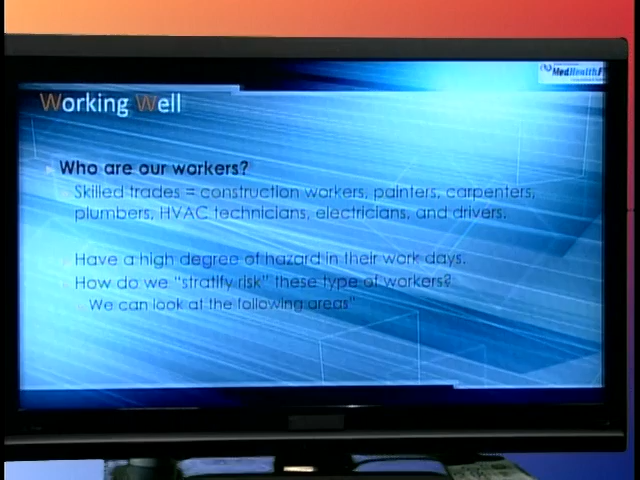 MedHealth
Working Well
Who are our workers?
Skilled trades = construction workers, painters, carpenters,
plumbers, HVAC technicians, electricians, and drivers.
Have a high degree of hazard in their work days.
How do we “stratify risk” these type of workers?
We can look at the following areas”